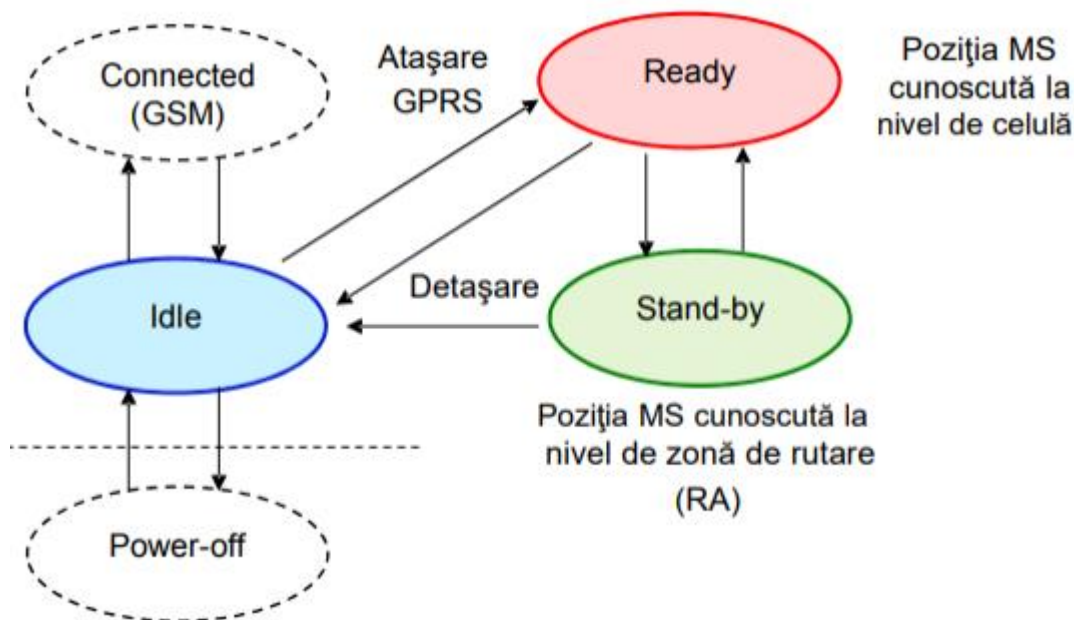 Connected
(GSM)
Ataşare
GPRS
Ready
Poziţia MS
cunoscută la
nivel de celulă
Idle
Detaşare
Stand-by
Poziţia MS cunoscută la
nivel de zonă de rutare
(RA)
Power-off